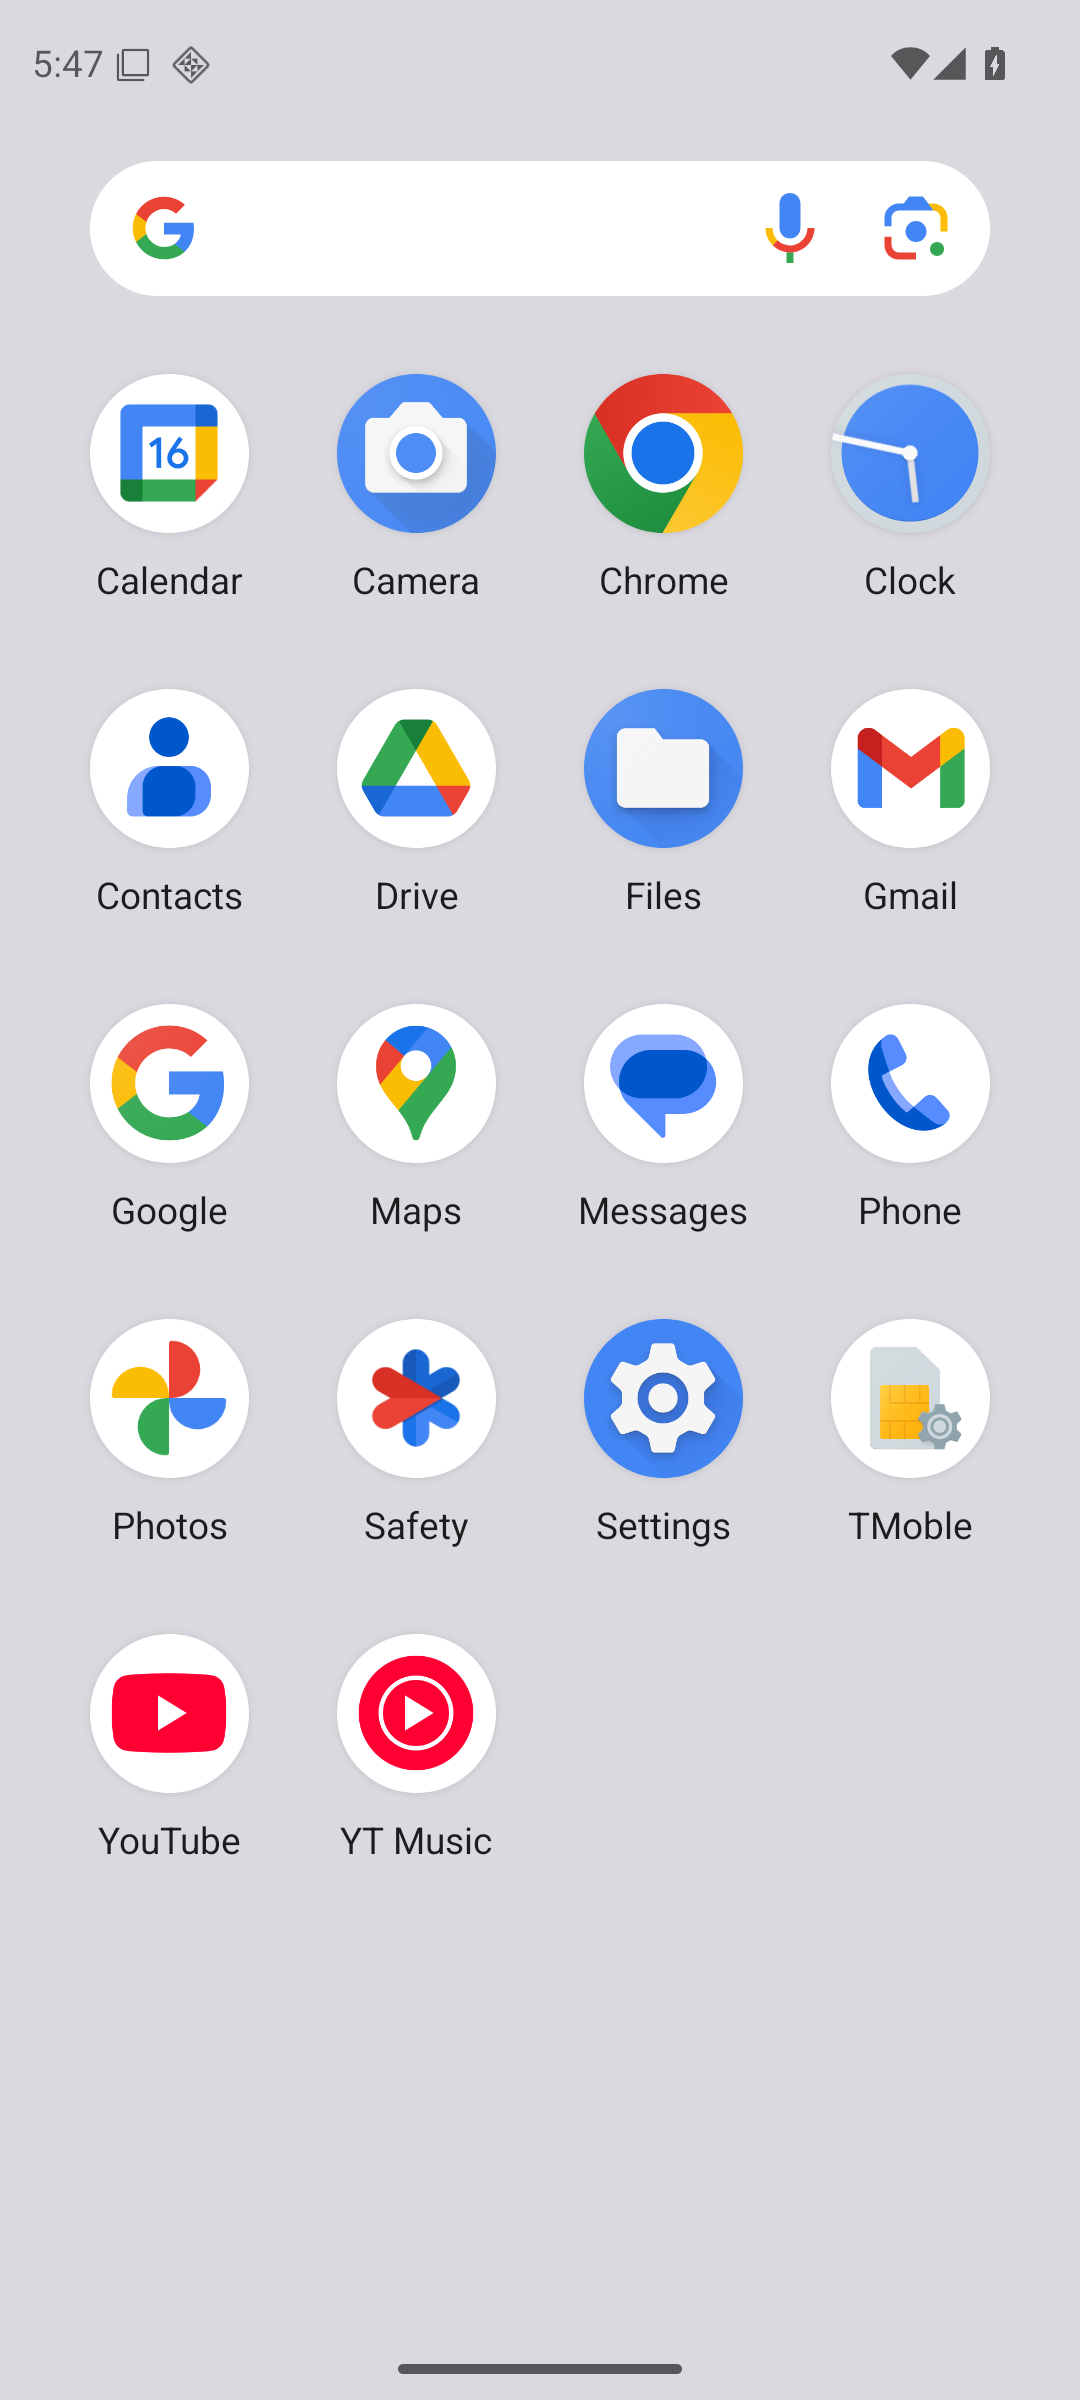 5:47
Calendar
Camera
Chrome
Clock
Contacts
Drive
Files
Gmail
Google
Maps
Messages
Phone
Photos
Safety
Settings
TMoble
YouTube
YT Music
16